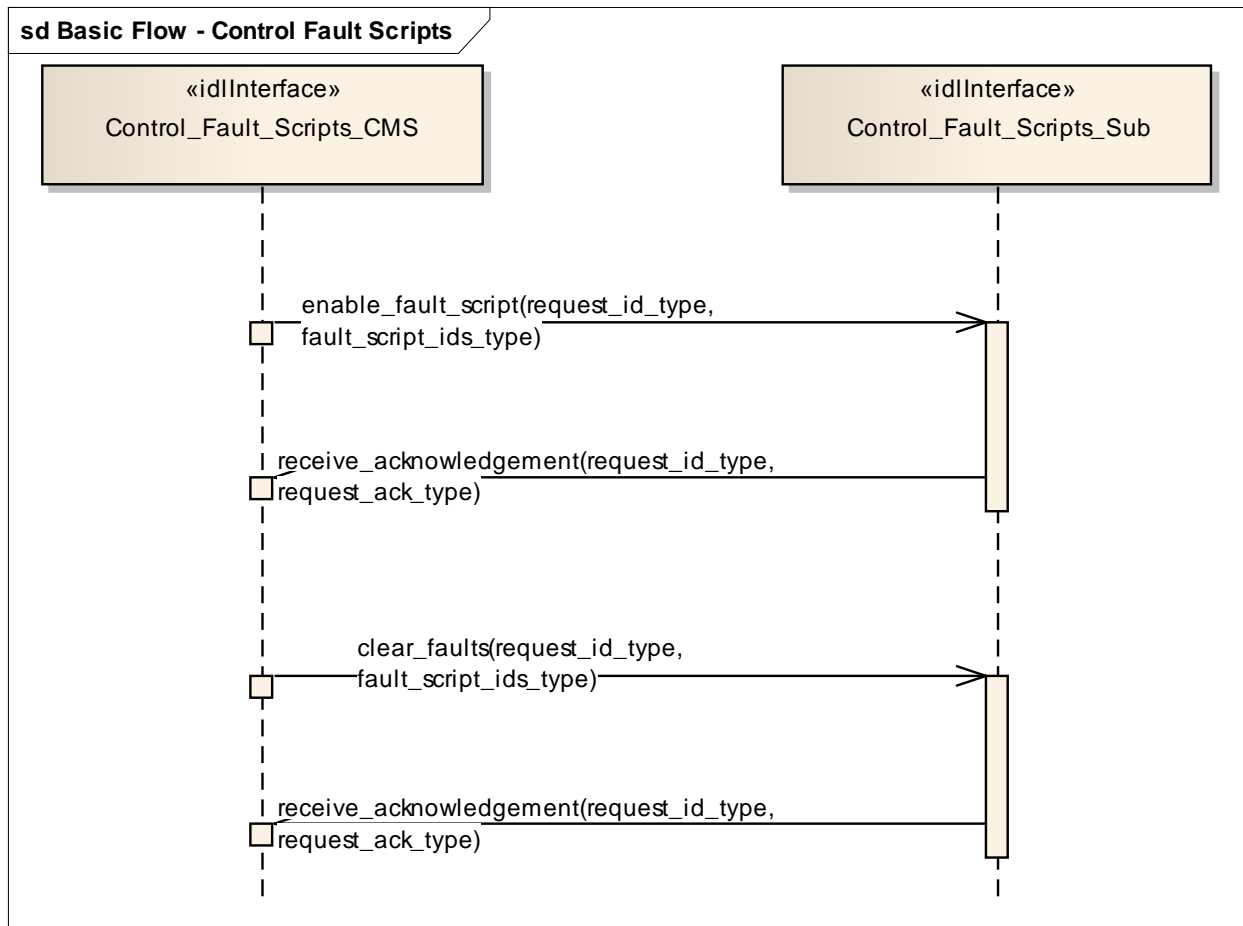 sd Basic Flow - Control Fault Scripts
«idlInterface»
Control_Fault_Scripts_CMS
«idlInterface»
Control_Fault_Scripts_Sub
enable_fault_script(request_id_type,
fault_script_ids_type)
receive_acknowledgement(request_id_type,
request_ack_type)
clear_faults(request_id_type,
fault_script_ids_type)
receive_acknowledgement(request_id_type,
request_ack_type)